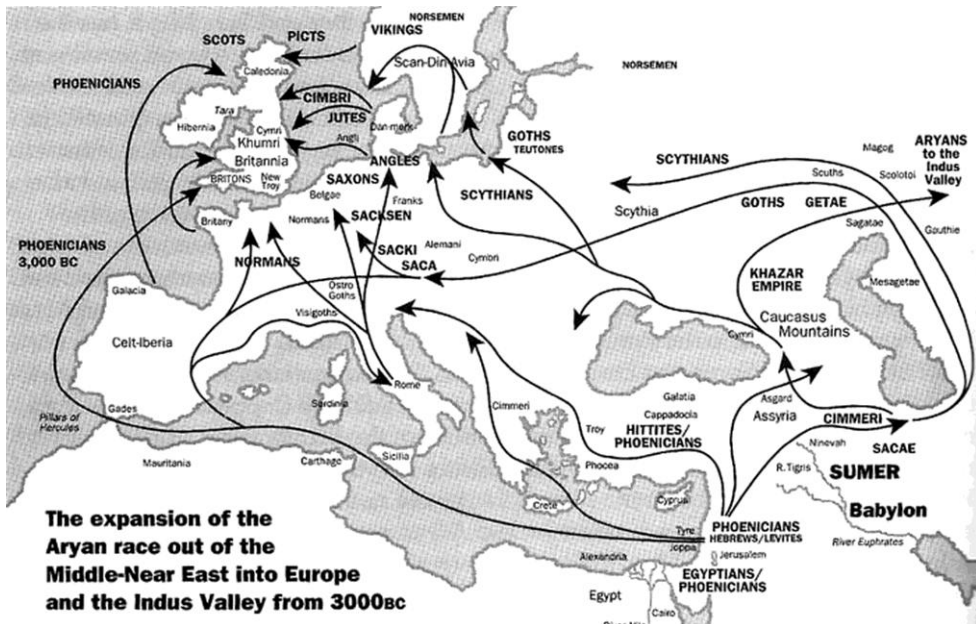 NORSEMEN
VIKINGS
SCOTS
PICTS
Scan-Din Avia
NORSEMEN
PHOENICIANS
Caledonia
CIMBRI
JUTES
Tara
Hibernia
Cymri
Khumri
Angli
Dan-merk
Britannia
GOTHS
TEUTONES
BRITONS
New
Troy
ANGLES
SAXONS
Belgae
Franks
SCYTHIANS
SCYTHIANS
Magog
ARYANS
to the
Indus
Valley
Scuths
Scolotoi
Britany
Normans
SACKSEN
Scythia
GOTHS
GETAE
Sagatae
Gauthie
PHOENICIANS
3,000 BC
NORMANS
SACKI
SACA
Alemani
Cymbri
KHAZAR
EMPIRE
Mesagetae
Galacia
Ostro
Goths
Visigoths
Caucasus
Mountains
Cymri
Celt-Iberia
Rome
Sardinia
Cimmeri
Galatia
Asgard
Cappadocia
Assyria
HITTITES/
PHOENICIANS
CIMMERI
SACAE
Pillars of
Hercules
Gades
Troy
Mauritania
Carthage
Sicilia
Phocea
Ninevah
R.Tigris
SUMER
Babylon
Crete
Cyprus
River Euphrates
The expansion of the
Aryan race out of the
Middle-Near East into Europe
and the Indus Valley from 3000BC
Tyre
Joppa
PHOENICIANS
HEBREWS/LEVITES
Alexandria
Jerusalem
EGYPTIANS/
PHOENICIANS
Egypt
Cairo